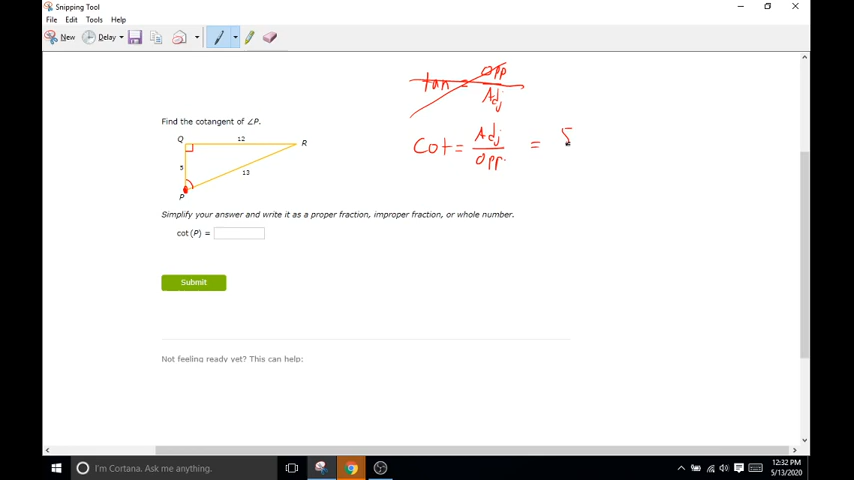 Snipping Tool
File Edit Tools Help
New Delay
tan = Opp
Adj
Find the cotangent of ∠P.
Q 12 R
5 13
P
Cot = Adj = 5
Opp.
Simplify your answer and write it as a proper fraction, improper fraction, or whole number.
cot (P) =
Submit
Not feeling ready yet? This can help:
I'm Cortana. Ask me anything.
12:32 PM
5/13/2020